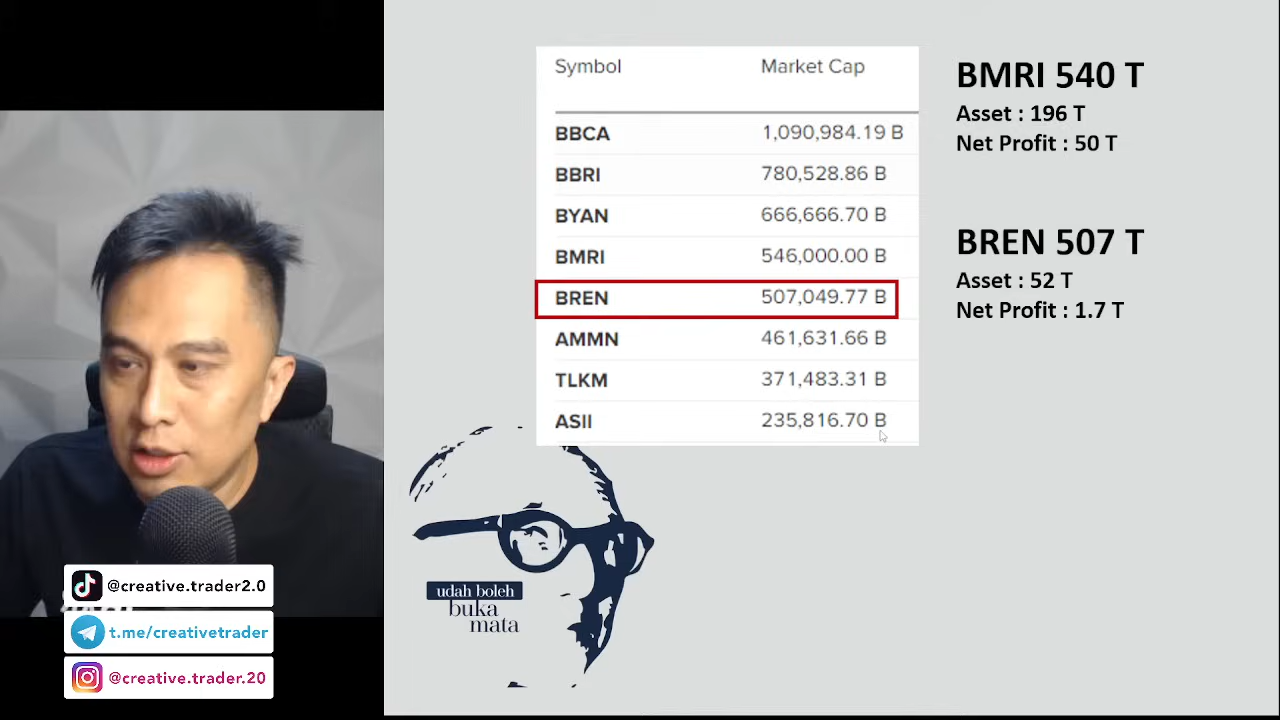 Symbol Market Cap
BBCA 1,090,984.19 B
BBRI 780,528.86 B
BYAN 666,666.70 B
BMRI 546,000.00 B
BREN 507,049.77 B
AMMN 461,631.66 B
TLKM 371,483.31 B
ASII 235,816.70 B
BMRI 540 T
Asset : 196 T
Net Profit : 50 T
BREN 507 T
Asset : 52 T
Net Profit : 1.7 T
udah boleh
buka
mata
@creative.trader2.0
t.me/creativetrader
@creative.trader.20